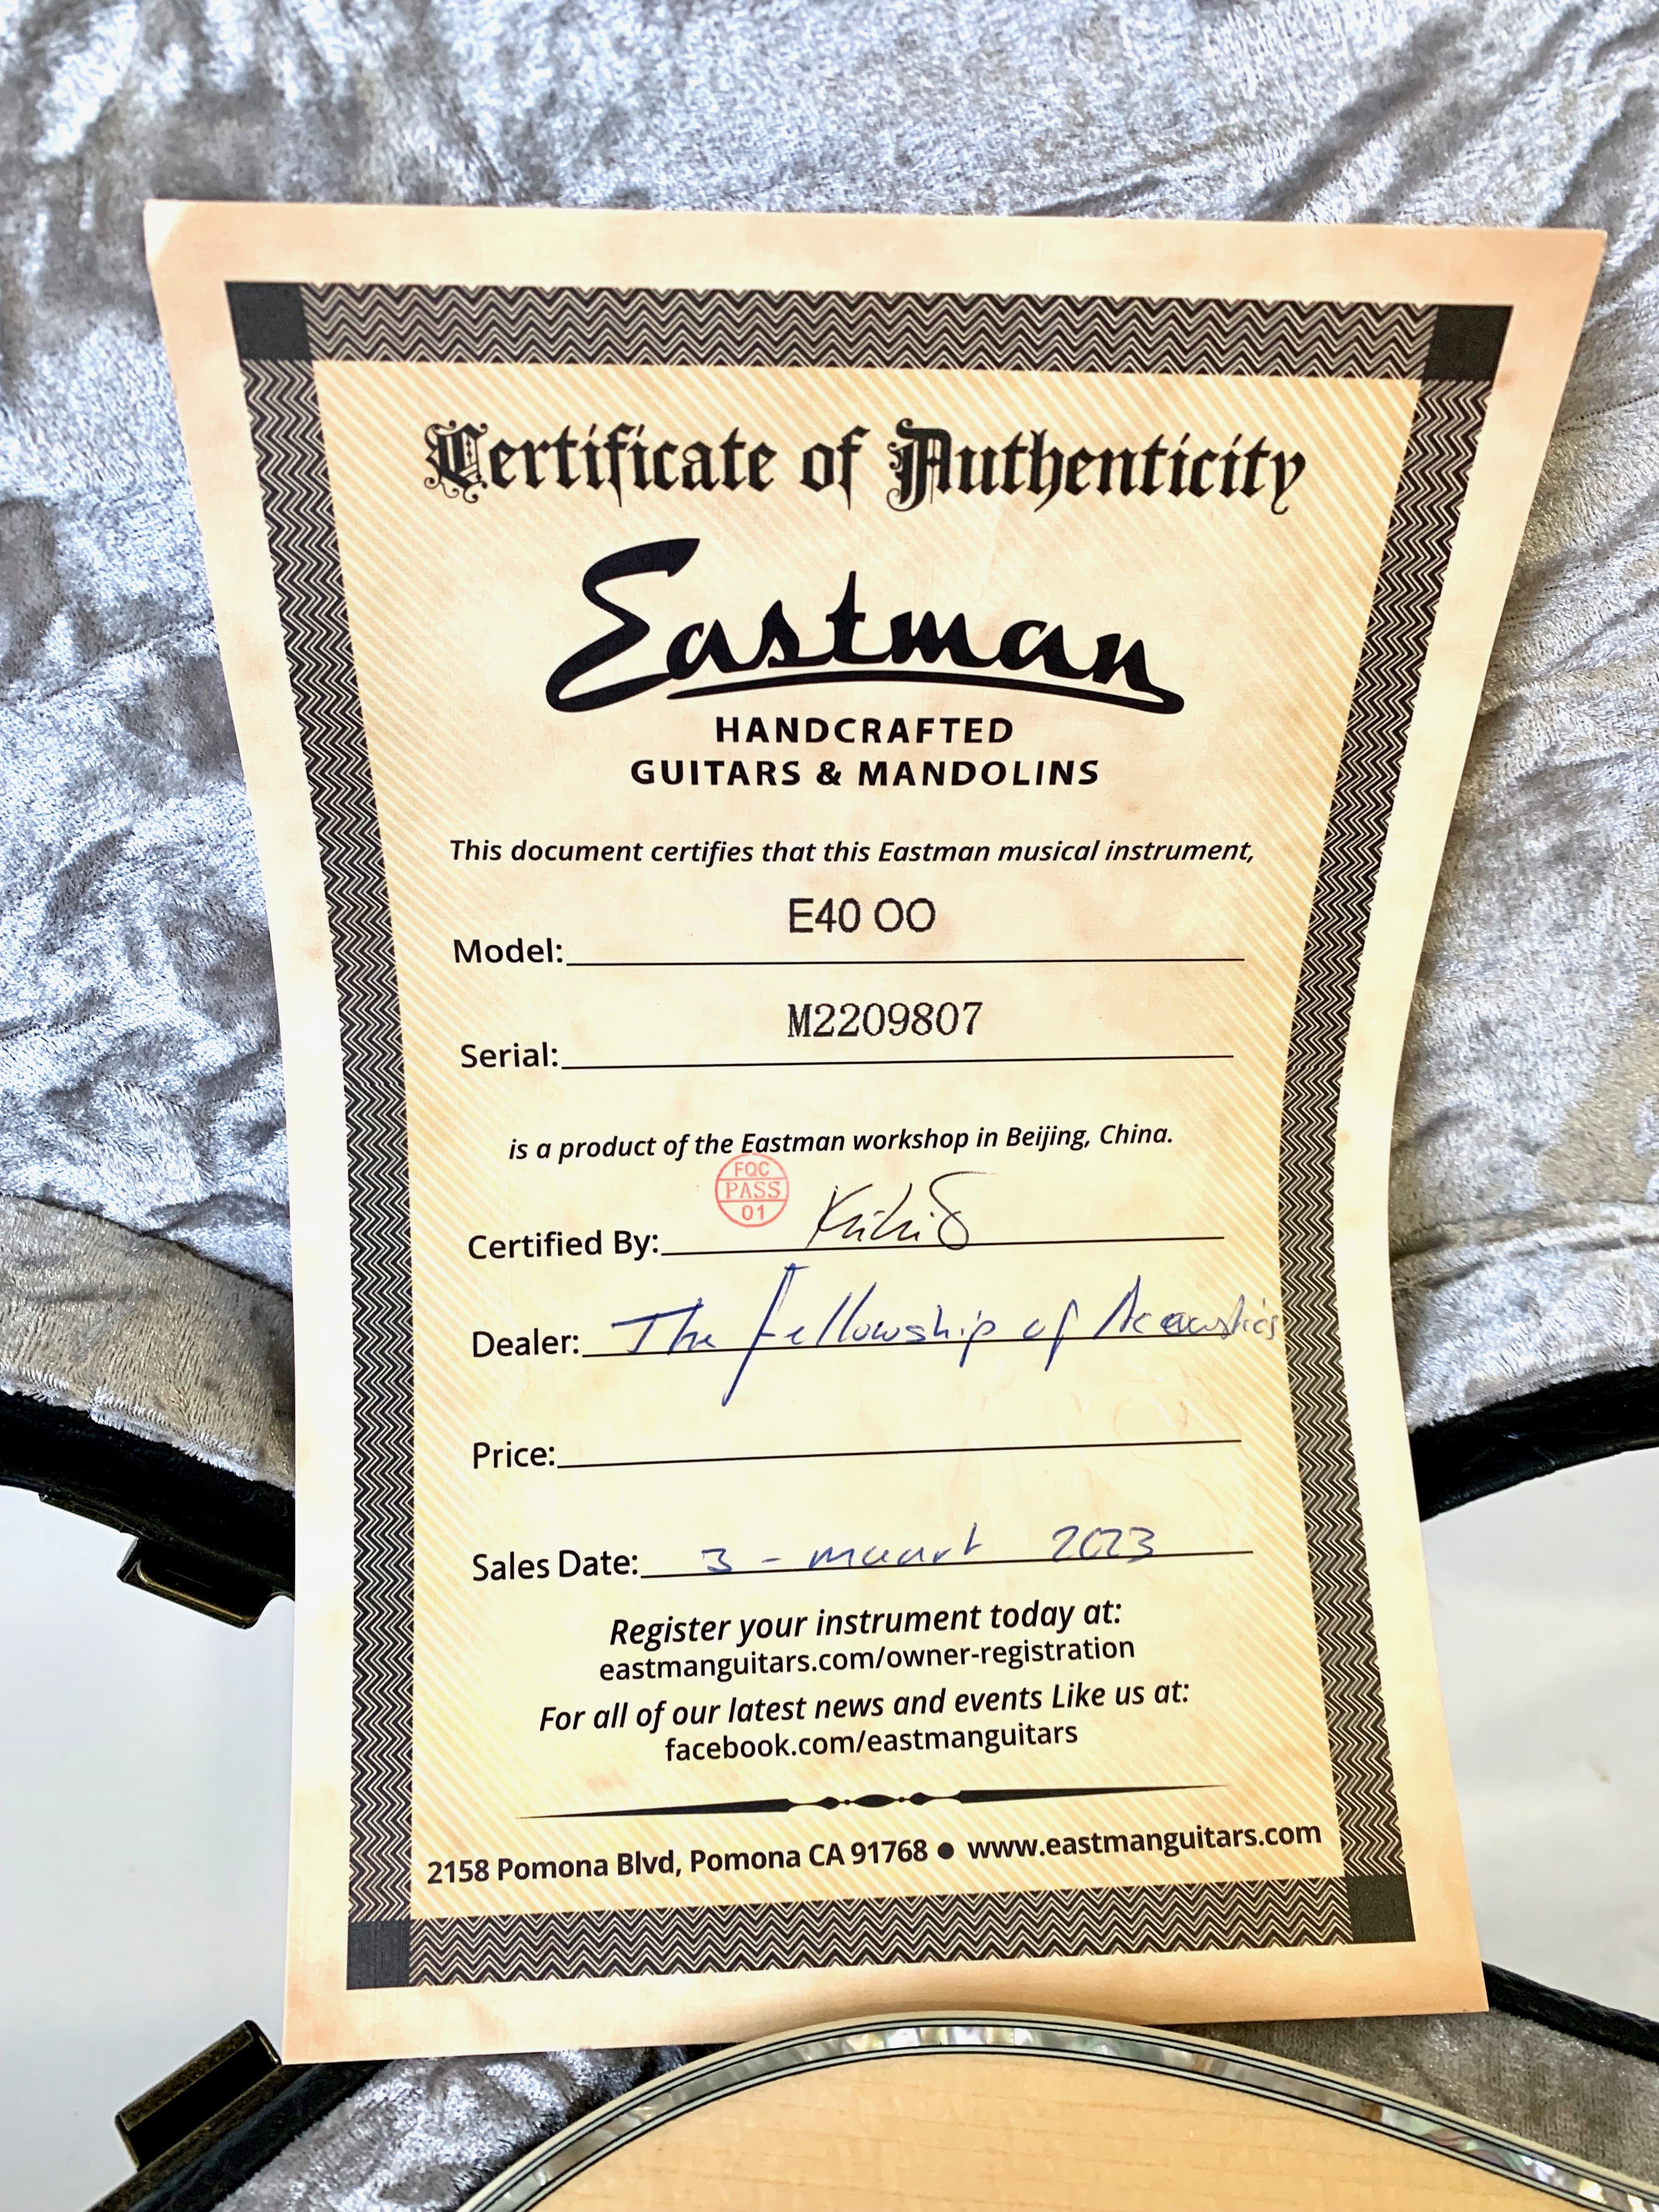 Certificate of Authenticity
Eastman
HANDCRAFTED
GUITARS & MANDOLINS
This document certifies that this Eastman musical instrument,
Model: E40 OO
Serial: M2209807
is a product of the Eastman workshop in Beijing, China.
FQC
PASS
01
Certified By:
Dealer: The Fellowship of Acoustics
Price:
Sales Date: 3 - maart 2023
Register your instrument today at:
eastmanguitars.com/owner-registration
For all of our latest news and events Like us at:
facebook.com/eastmanguitars
2158 Pomona Blvd, Pomona CA 91768 ● www.eastmanguitars.com